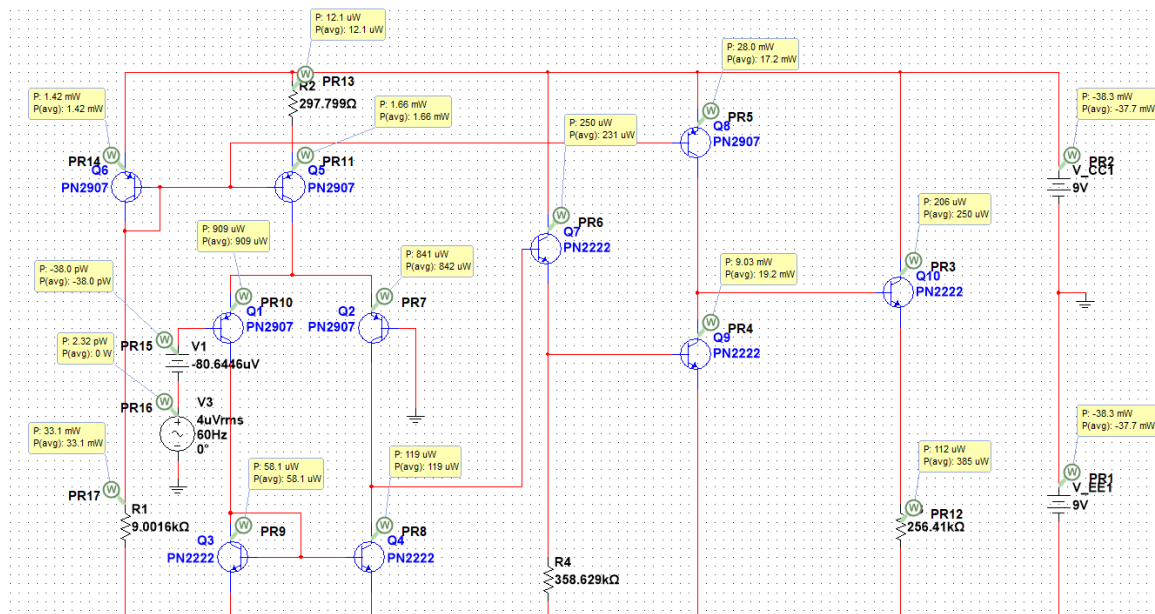 P: 12.1 uW
P(avg): 12.1 uW
PR13
R2
297.799Ω
P: 28.0 mW
P(avg): 17.2 mW
PR5
Q8
PN2907
P: 1.42 mW
P(avg): 1.42 mW
PR14
Q6
PN2907
P: 1.66 mW
P(avg): 1.66 mW
PR11
Q5
PN2907
P: 250 uW
P(avg): 231 uW
PR6
Q7
PN2222
P: -38.3 mW
P(avg): -37.7 mW
PR2
V_CC1
9V
P: 909 uW
P(avg): 909 uW
PR10
Q1
PN2907
P: 841 uW
P(avg): 842 uW
PR7
Q2
PN2907
P: 206 uW
P(avg): 250 uW
PR3
Q10
PN2222
P: -38.0 pW
P(avg): -38.0 pW
PR15
V1
-80.6446uV
P: 9.03 mW
P(avg): 19.2 mW
PR4
Q9
PN2222
P: 2.32 pW
P(avg): 0 W
PR16
V3
4uVrms
60Hz
0°
P: 33.1 mW
P(avg): 33.1 mW
PR17
R1
9.0016kΩ
P: 58.1 uW
P(avg): 58.1 uW
PR9
Q3
PN2222
P: 119 uW
P(avg): 119 uW
PR8
Q4
PN2222
R4
358.629kΩ
P: 112 uW
P(avg): 385 uW
PR12
256.41kΩ
P: -38.3 mW
P(avg): -37.7 mW
PR1
V_EE1
9V